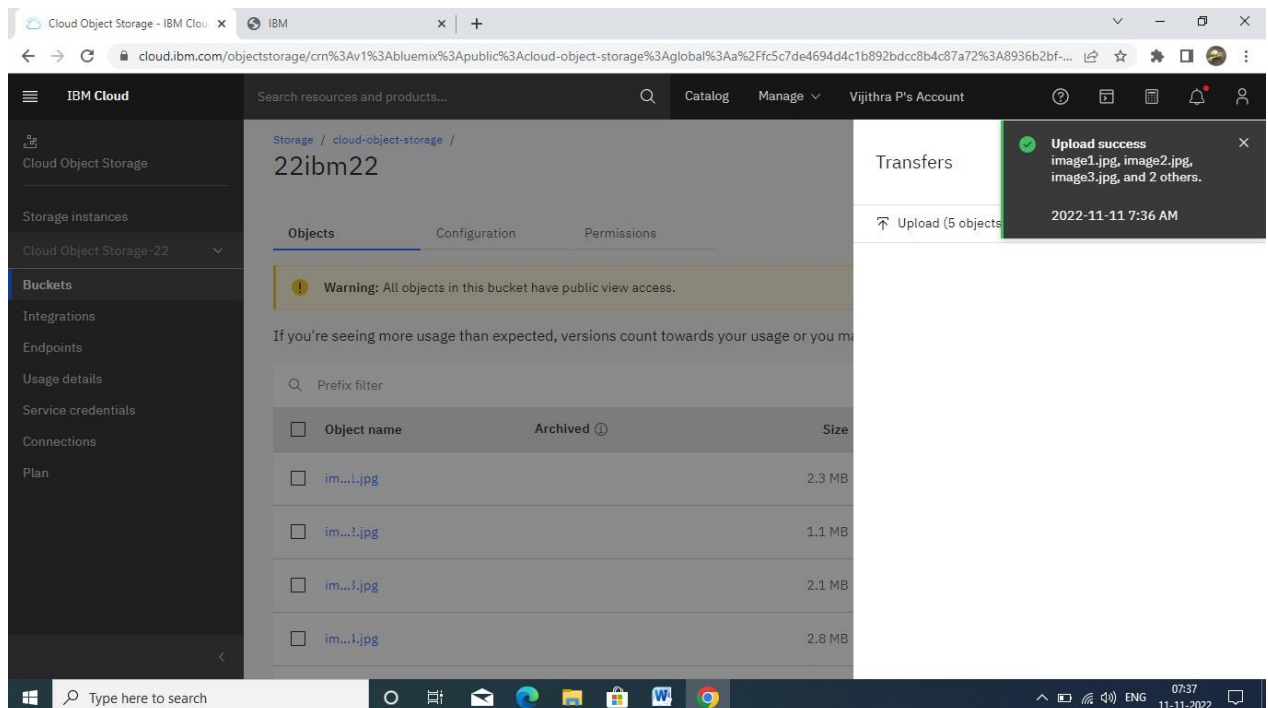 Cloud Object Storage - IBM Clou
IBM
cloud.ibm.com/objectstorage/crn%3Av1%3Abluemix%3Apublic%3Acloud-object-storage%3Aglobal%3Aa%2Ffc5c7de4694d4c1b892bdcc8b4c87a72%3A8936b2bf-...
IBM Cloud
Search resources and products...
Catalog
Manage
Vijithra P's Account
Cloud Object Storage
Storage instances
Cloud Object Storage-22
Buckets
Integrations
Endpoints
Usage details
Service credentials
Connections
Plan
Storage / cloud-object-storage /
22ibm22
Objects
Configuration
Permissions
Warning: All objects in this bucket have public view access.
If you're seeing more usage than expected, versions count towards your usage or you ma
Prefix filter
Object name
Archived
Size
im...1.jpg
2.3 MB
im...2.jpg
1.1 MB
im...3.jpg
2.1 MB
im...4.jpg
2.8 MB
Transfers
Upload (5 objects
Upload success
image1.jpg, image2.jpg,
image3.jpg, and 2 others.
2022-11-11 7:36 AM
Type here to search
ENG
07:37
11-11-2022